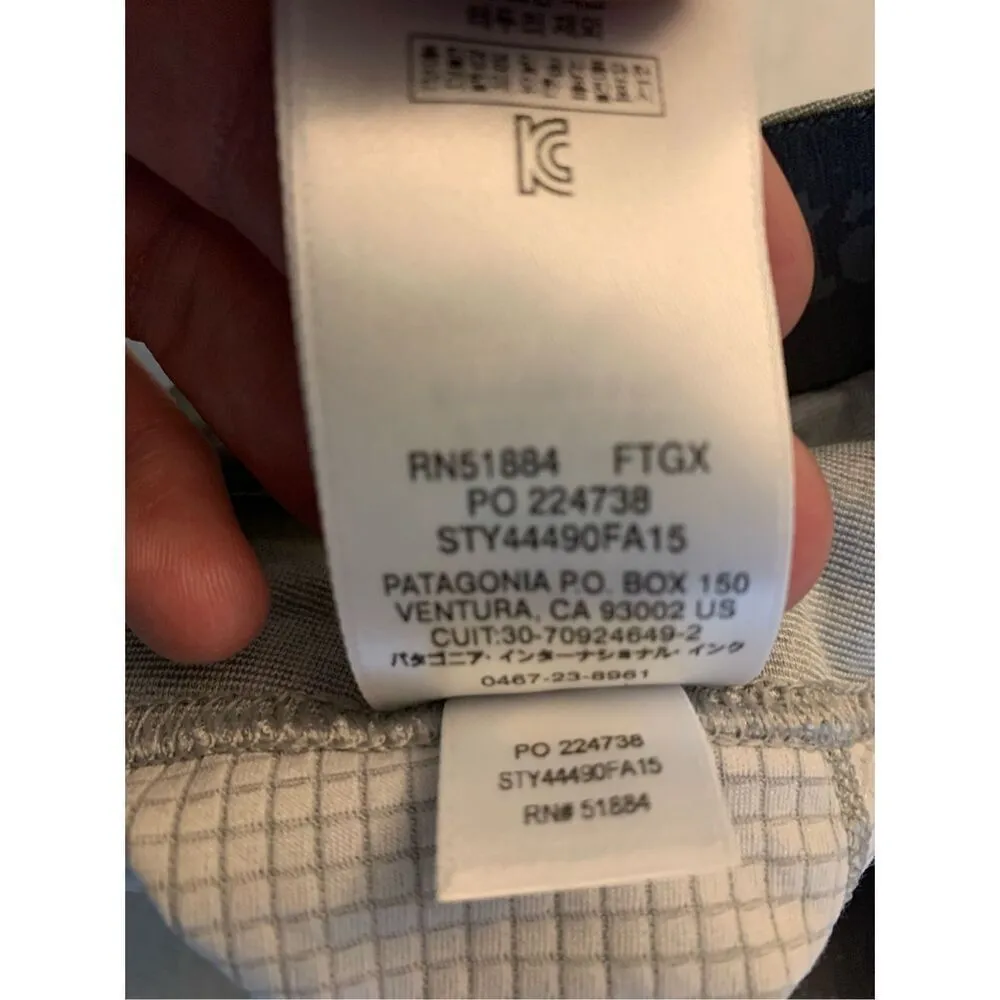 KC
RN51884 FTGX
PO 224738
STY44490FA15
PATAGONIA P.O. BOX 150
VENTURA, CA 93002 US
CUIT:30-70924649-2
パタゴニア・インターナショナル・インク
0467-23-8961
PO 224738
STY44490FA15
RN# 51884